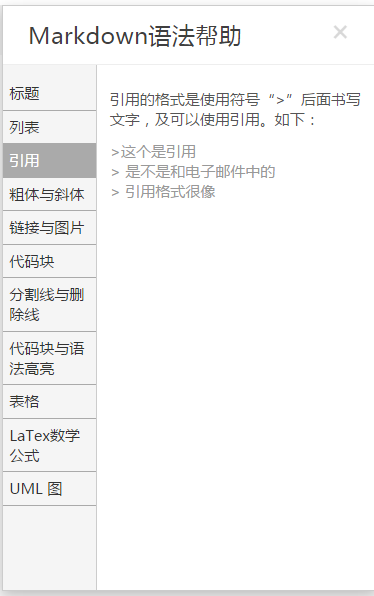 Markdown语法帮助
×
标题
列表
引用
粗体与斜体
链接与图片
代码块
分割线与删
除线
代码块与语
法高亮
表格
LaTex数学
公式
UML 图
引用的格式是使用符号“>”后面书写
文字，及可以使用引用。如下：
>这个是引用
> 是不是和电子邮件中的
> 引用格式很像